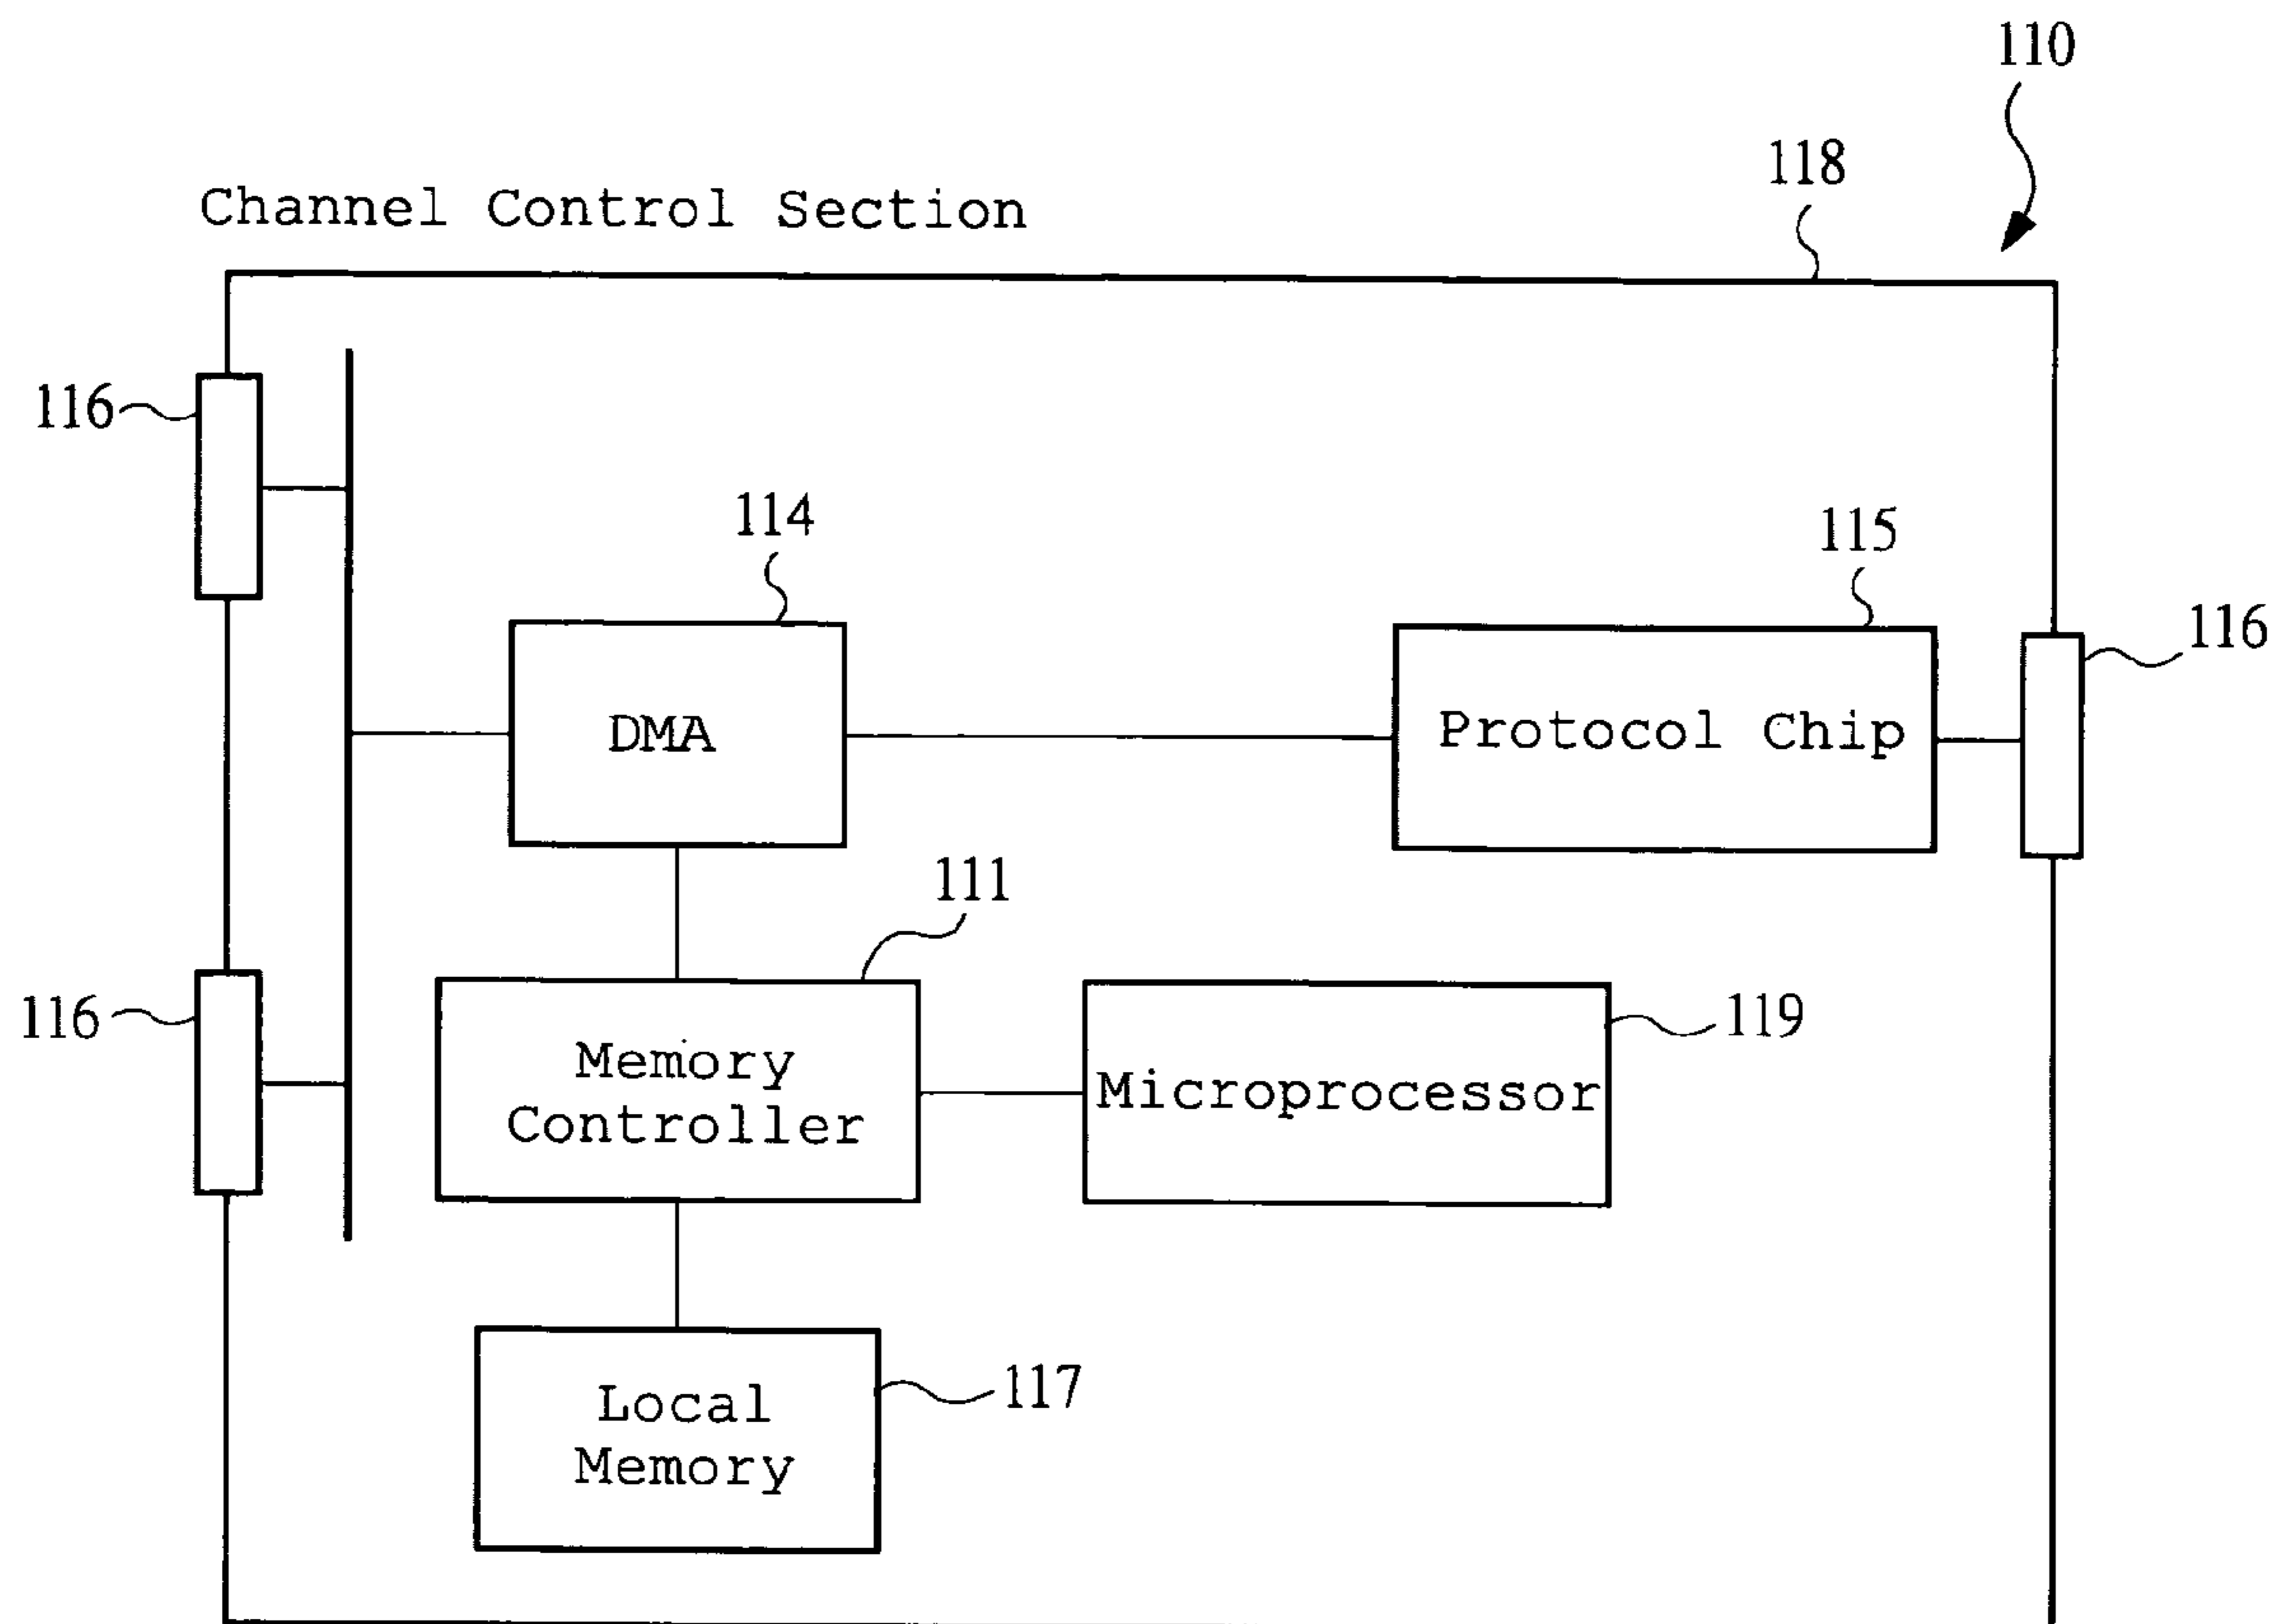 110
118
Channel Control Section
116
114
115
116
DMA
Protocol Chip
111
116
119
Memory
Controller
Microprocessor
117
Local
Memory